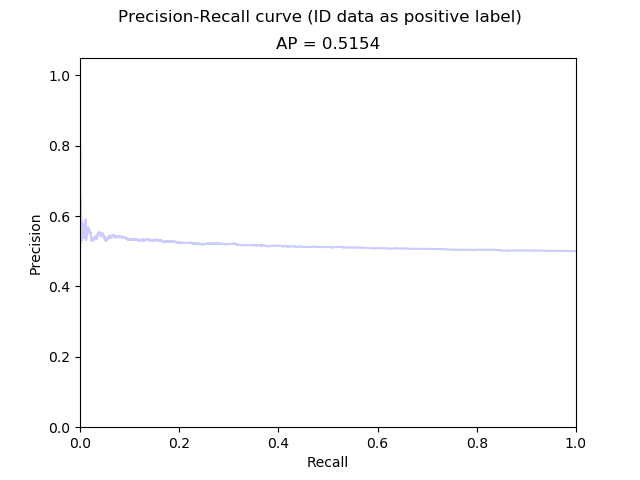 Precision-Recall curve (ID data as positive label)
AP = 0.5154
1.0
0.8
0.6
0.4
0.2
0.0
Precision
0.0 0.2 0.4 0.6 0.8 1.0
Recall